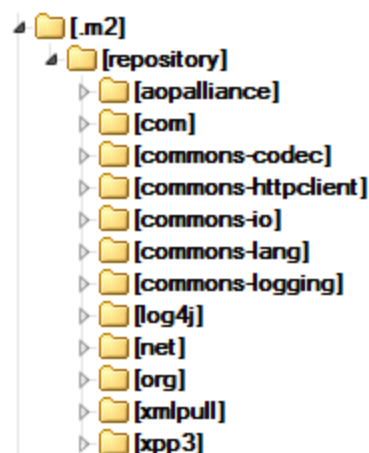 [.m2]
[repository]
[aopalliance]
[com]
[commons-codec]
[commons-httpclient]
[commons-io]
[commons-lang]
[commons-logging]
[log4j]
[net]
[org]
[xmlpull]
[xpp3]